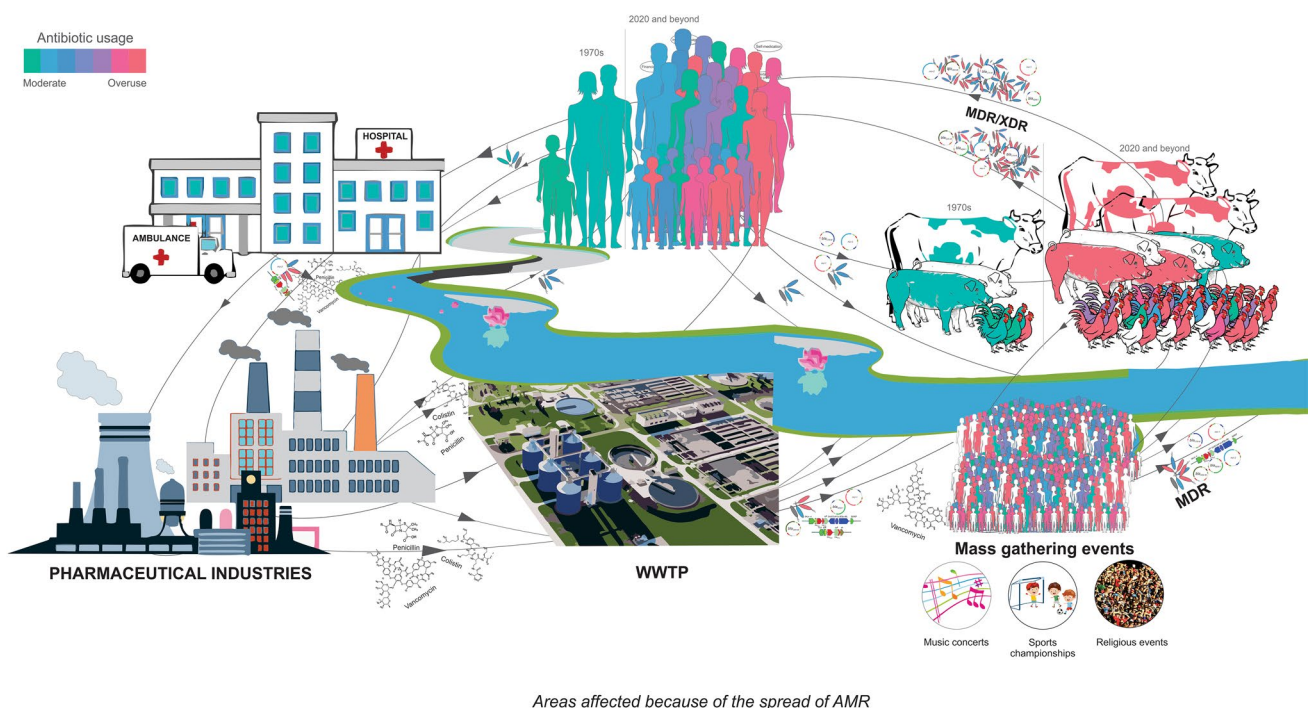 Antibiotic usage
Moderate
Overuse
2020 and beyond
1970s
Self-medication
HOSPITAL
AMBULANCE
MDR/XDR
2020 and beyond
1970s
Penicillin
Vancomycin
Colistin
Penicillin
Penicillin
Colistin
Vancomycin
PHARMACEUTICAL INDUSTRIES
WWTP
Vancomycin
MDR
Mass gathering events
Music concerts
Sports
championships
Religious events
Areas affected because of the spread of AMR